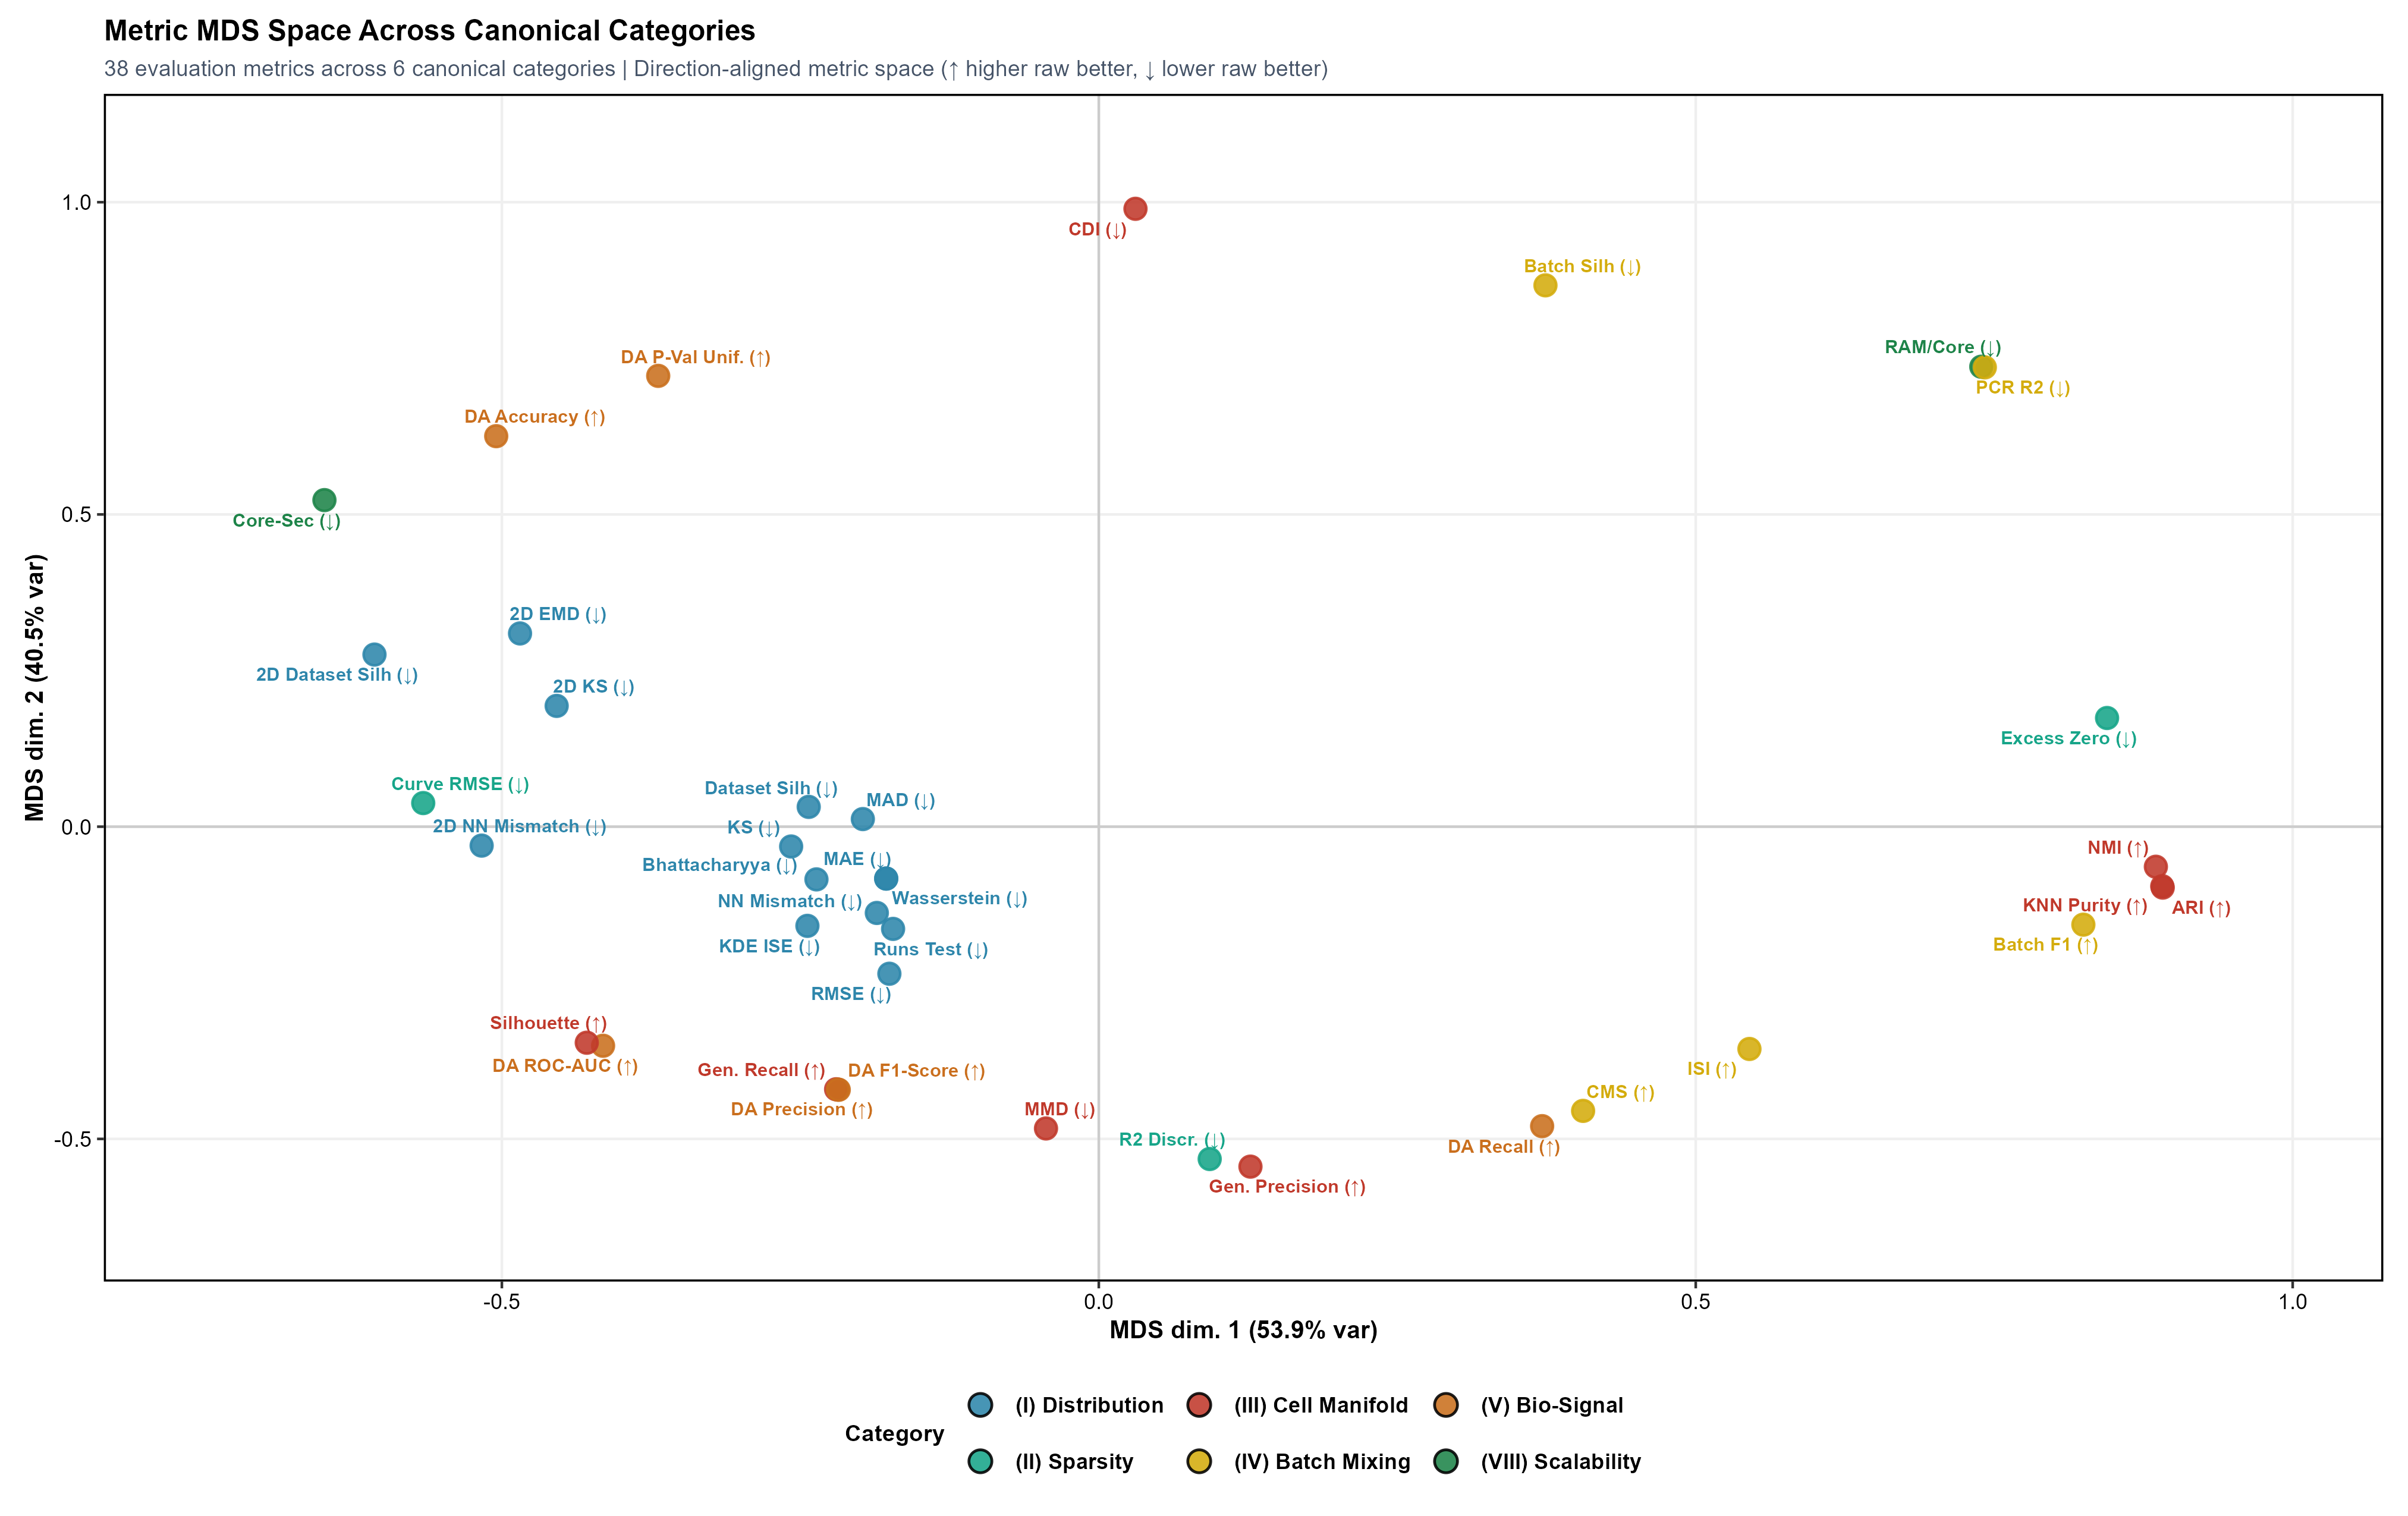 Metric MDS Space Across Canonical Categories
38 evaluation metrics across 6 canonical categories | Direction-aligned metric space (↑ higher raw better, ↓ lower raw better)
MDS dim. 2 (40.5% var)
1.0
0.5
0.0
-0.5
CDI (↓)
Batch Silh (↓)
RAM/Core (↓)
DA P-Val Unif. (↑)
PCR R2 (↓)
DA Accuracy (↑)
Core-Sec (↓)
2D EMD (↓)
2D Dataset Silh (↓)
2D KS (↓)
Excess Zero (↓)
Curve RMSE (↓)
Dataset Silh (↓)
MAD (↓)
2D NN Mismatch (↓)
KS (↓)
NMI (↑)
Bhattacharyya (↓)
MAE (↓)
NN Mismatch (↓)
Wasserstein (↓)
KNN Purity (↑)
ARI (↑)
KDE ISE (↓)
Runs Test (↓)
Batch F1 (↑)
RMSE (↓)
Silhouette (↑)
DA ROC-AUC (↑)
Gen. Recall (↑)
DA F1-Score (↑)
ISI (↑)
CMS (↑)
DA Precision (↑)
MMD (↓)
R2 Discr. (↓)
DA Recall (↑)
Gen. Precision (↑)
-0.5
0.0
0.5
1.0
MDS dim. 1 (53.9% var)
Category
(I) Distribution
(III) Cell Manifold
(V) Bio-Signal
(II) Sparsity
(IV) Batch Mixing
(VIII) Scalability